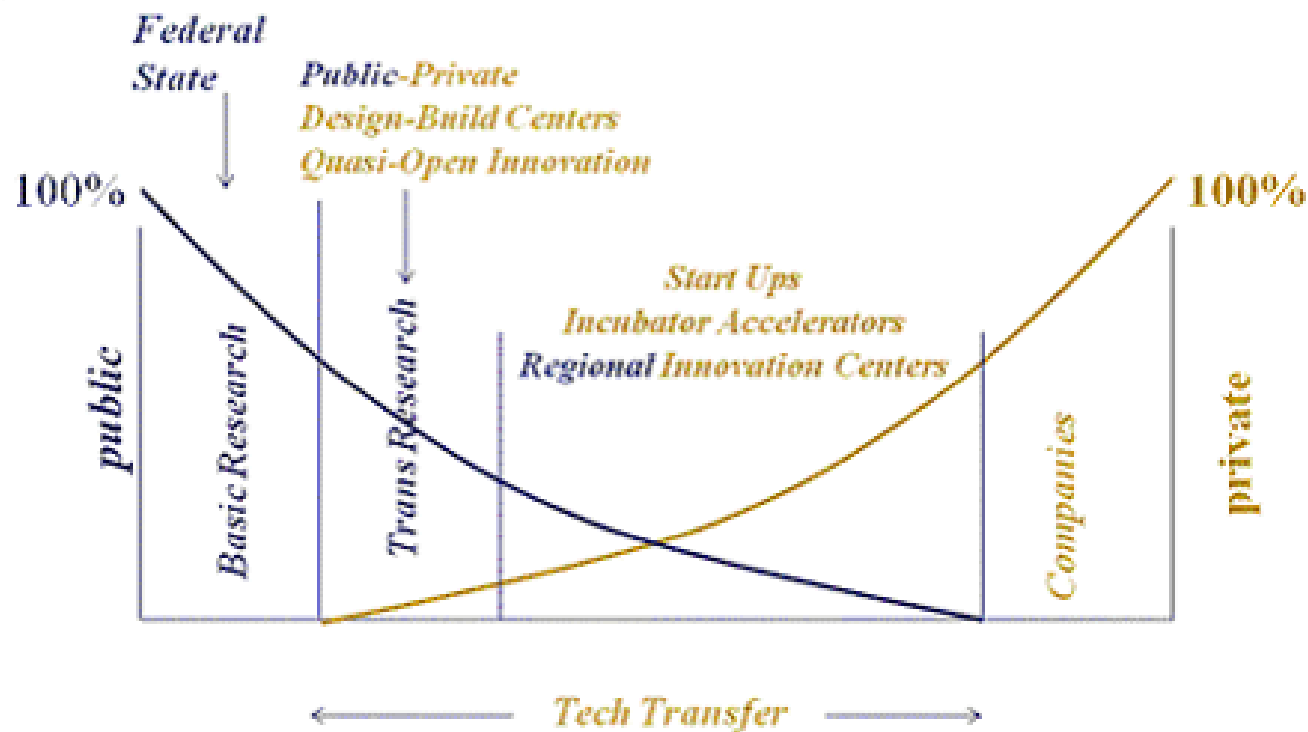 Federal
State
Public-Private
Design-Build Centers
Quasi-Open Innovation
100%
100%
Start Ups
Incubator Accelerators
Regional Innovation Centers
public
Basic Research
Trans Research
Companies
private
Tech Transfer